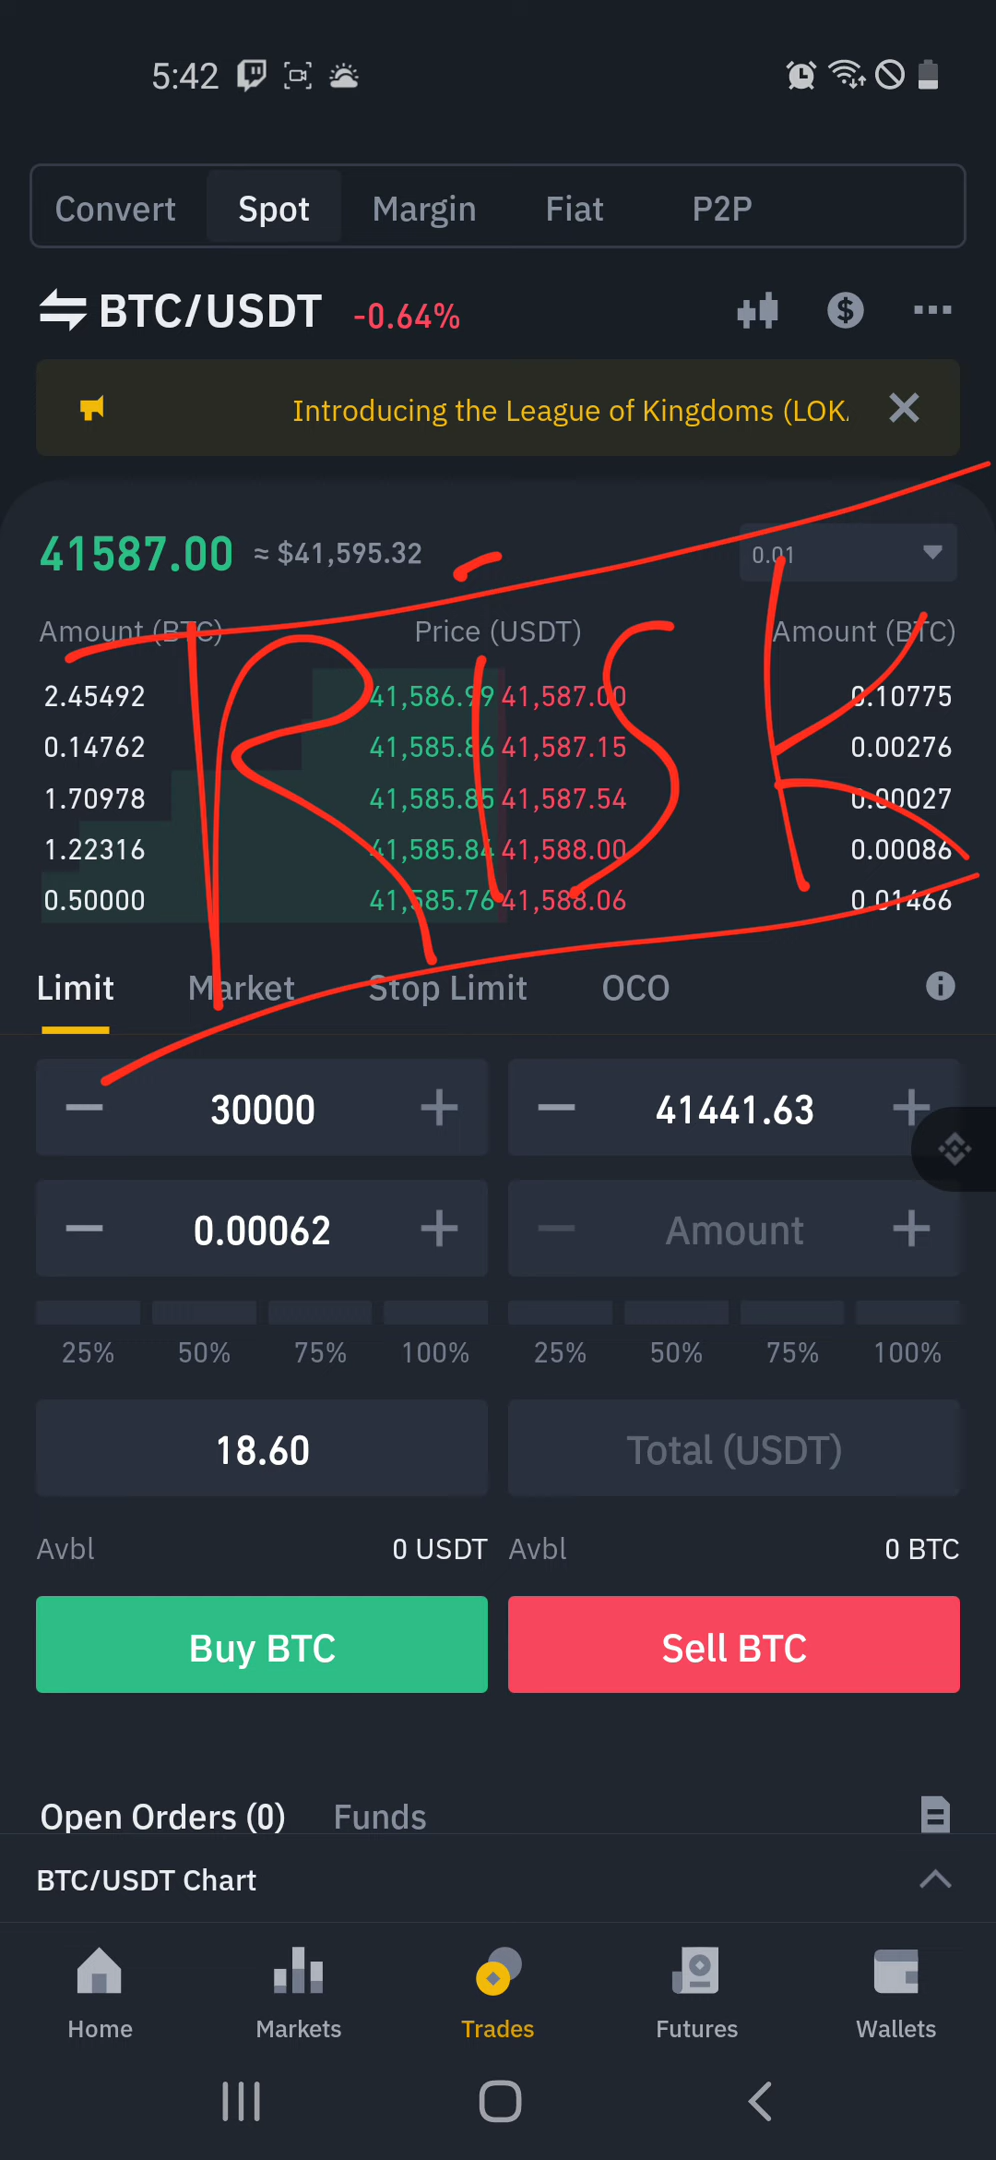 5:42
Convert Spot Margin Fiat P2P
BTC/USDT -0.64%
Introducing the League of Kingdoms (LOKA
41587.00 ≈ $41,595.32 0.01
Amount (BTC) Price (USDT) Amount (BTC)
RISK
2.45492 41,586.99 41,587.00 0.10775
0.14762 41,585.86 41,587.15 0.00276
1.70978 41,585.85 41,587.54 0.00027
1.22316 41,585.84 41,588.00 0.00086
0.50000 41,585.76 41,588.06 0.01466
Limit Market Stop Limit OCO
30000 41441.63
0.00062 Amount
25% 50% 75% 100% 25% 50% 75% 100%
18.60 Total (USDT)
Avbl 0 USDT Avbl 0 BTC
Buy BTC Sell BTC
Open Orders (0) Funds
BTC/USDT Chart
Home Markets Trades Futures Wallets